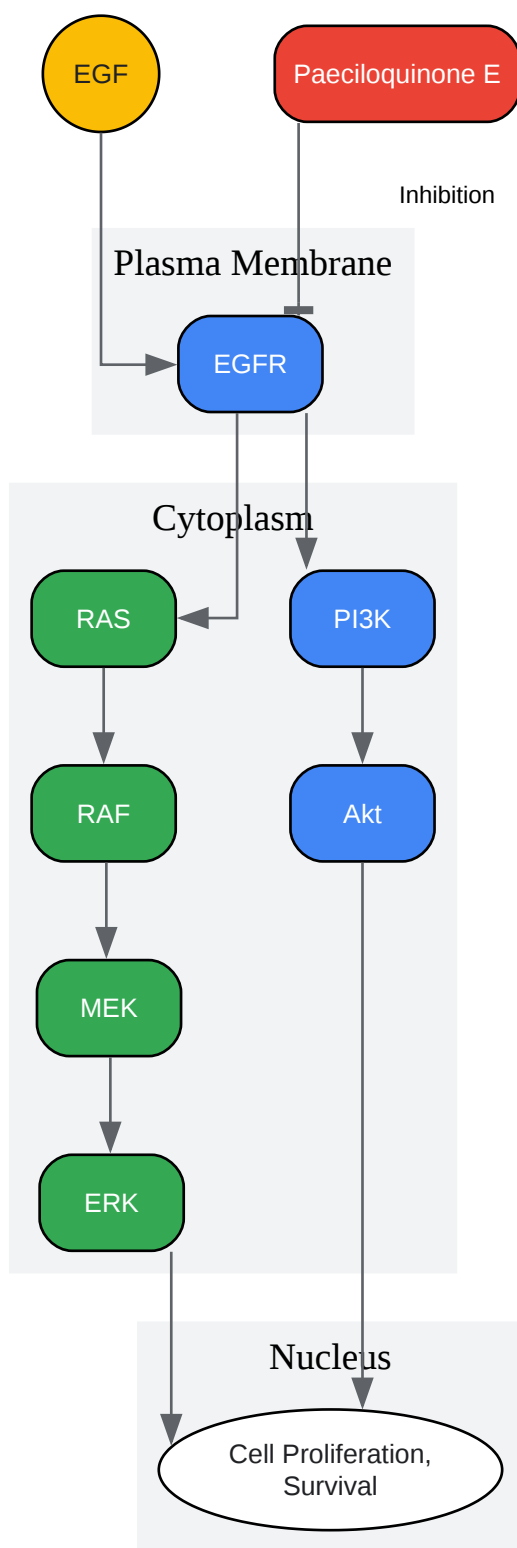 EGF
Paeciloquinone E
Inhibition
Plasma Membrane
EGFR
Cytoplasm
RAS
PI3K
RAF
Akt
MEK
ERK
Nucleus
Cell Proliferation,
Survival